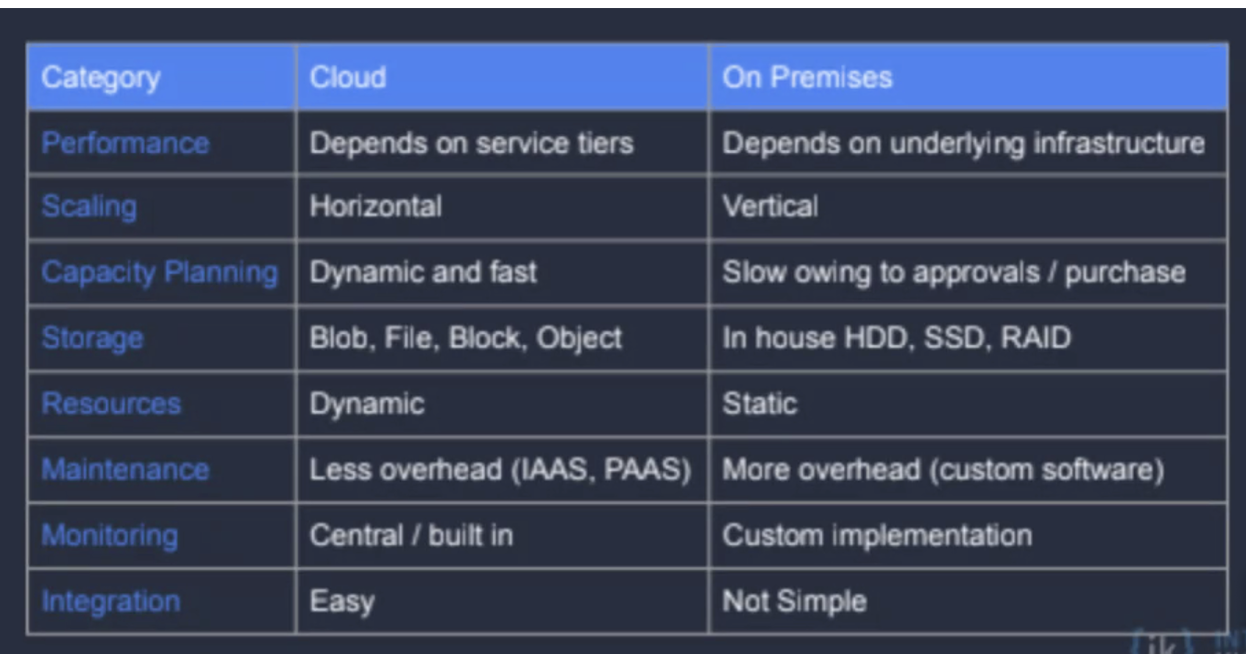 Category Cloud On Premises
Performance Depends on service tiers Depends on underlying infrastructure
Scaling Horizontal Vertical
Capacity Planning Dynamic and fast Slow owing to approvals / purchase
Storage Blob, File, Block, Object In house HDD, SSD, RAID
Resources Dynamic Static
Maintenance Less overhead (IAAS, PAAS) More overhead (custom software)
Monitoring Central / built in Custom implementation
Integration Easy Not Simple